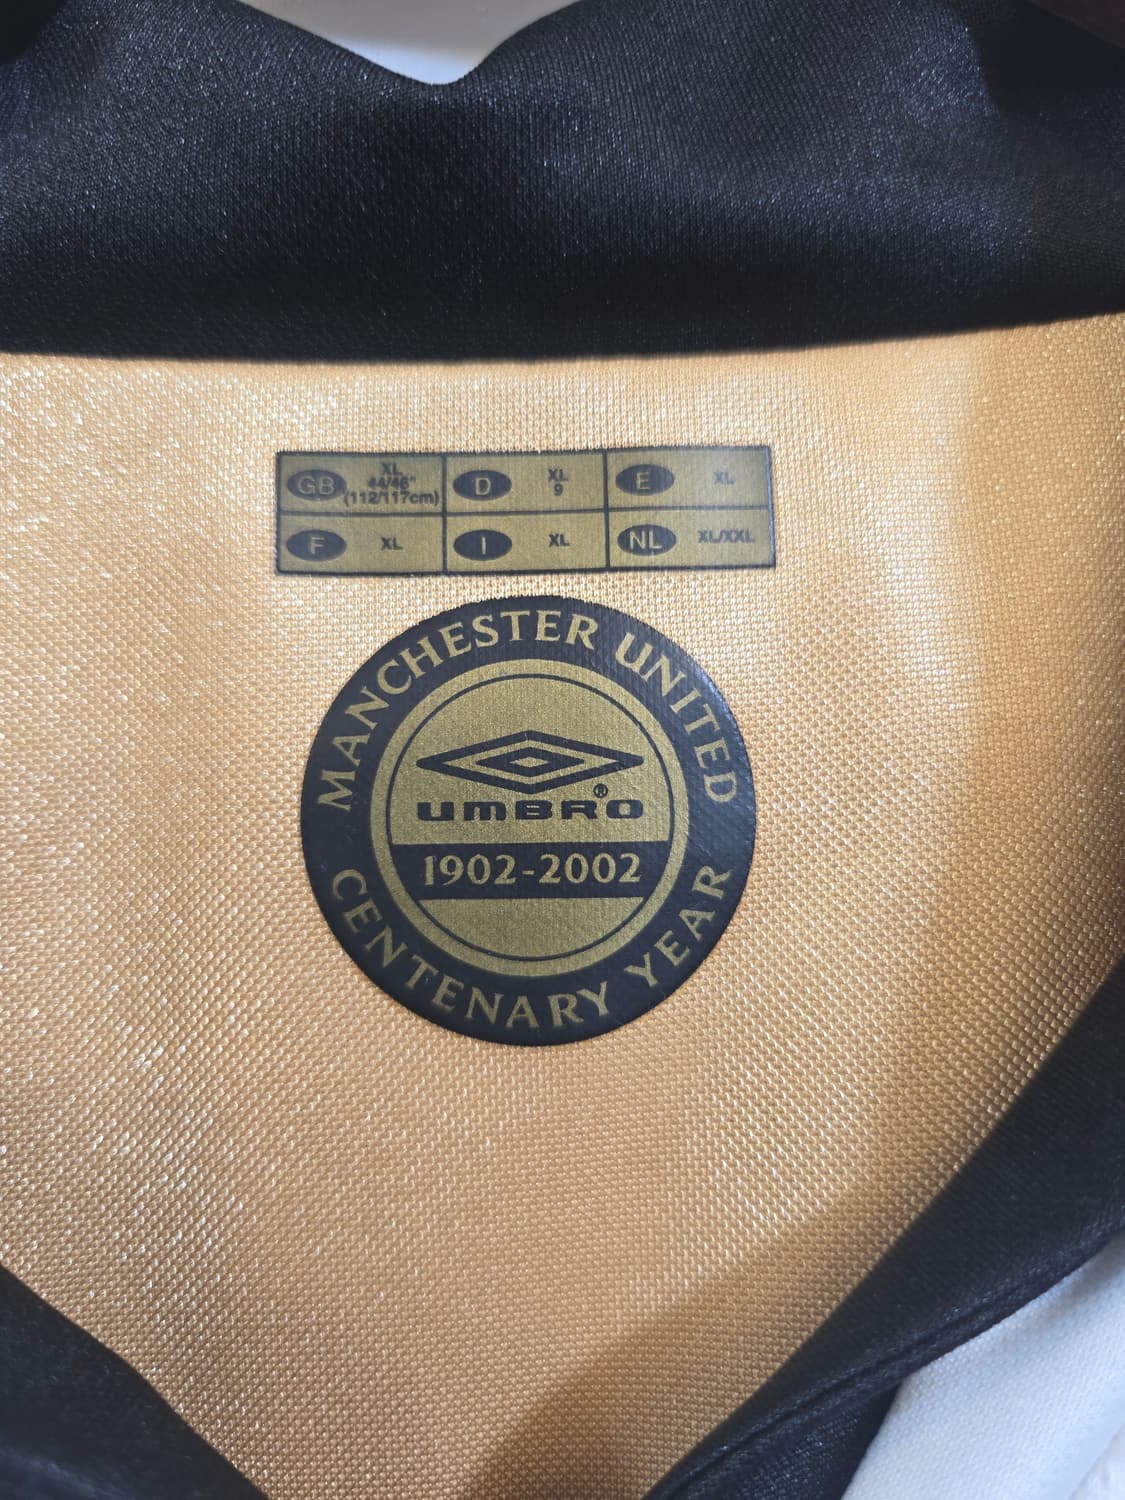 GB XL 44/46" (112/117cm)
D XL 9
E XL
F XL
I XL
NL XL/XXL
MANCHESTER UNITED
UMBRO®
1902-2002
CENTENARY YEAR